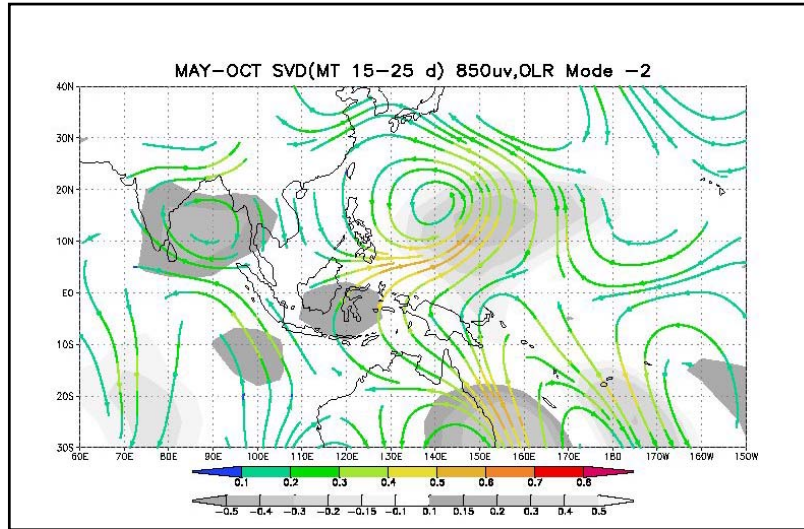 MAY-OCT SVD(MT 15-25 d) 850uv,OLR Mode -2
40N
30N
20N
10N
EQ
10S
20S
30S
60E 70E 80E 90E 100E 110E 120E 130E 140E 150E 160E 170E 180 170W 160W 150W
0.1 0.2 0.3 0.4 0.5 0.6 0.7 0.8
-0.5 -0.4 -0.3 -0.2 -0.15 -0.1 0.1 0.15 0.2 0.3 0.4 0.5